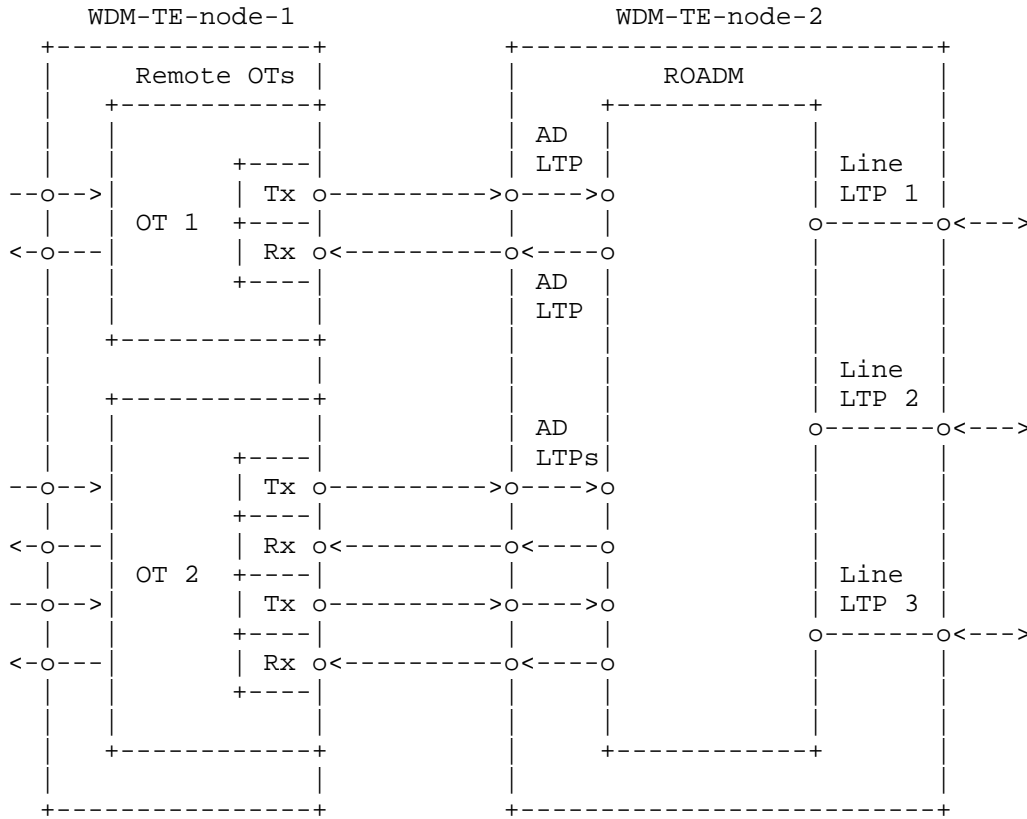 WDM-TE-node-1 WDM-TE-node-2
Remote OTs ROADM
AD
LTP Line
Tx LTP 1
OT 1
Rx
AD
LTP
Line
LTP 2
AD
LTPs
Tx
Rx
OT 2 Line
Tx LTP 3
Rx